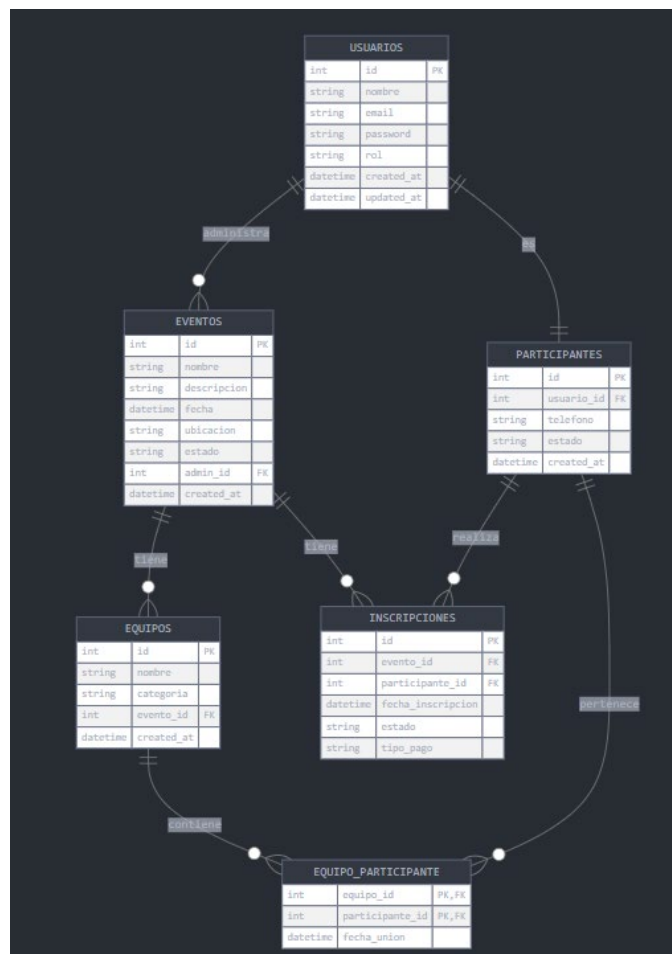 USUARIOS
int id PK
string nombre
string email
string password
string rol
datetime created_at
datetime updated_at
administra
es
EVENTOS
int id PK
string nombre
string descripcion
datetime fecha
string ubicacion
string estado
int admin_id FK
datetime created_at
PARTICIPANTES
int id PK
int usuario_id FK
string telefono
string estado
datetime created_at
tiene
tiene
realiza
EQUIPOS
int id PK
string nombre
string categoria
int evento_id FK
datetime created_at
INSCRIPCIONES
int id PK
int evento_id FK
int participante_id FK
datetime fecha_inscripcion
string estado
string tipo_pago
pertenece
contiene
EQUIPO_PARTICIPANTE
int equipo_id PK,FK
int participante_id PK,FK
datetime fecha_union